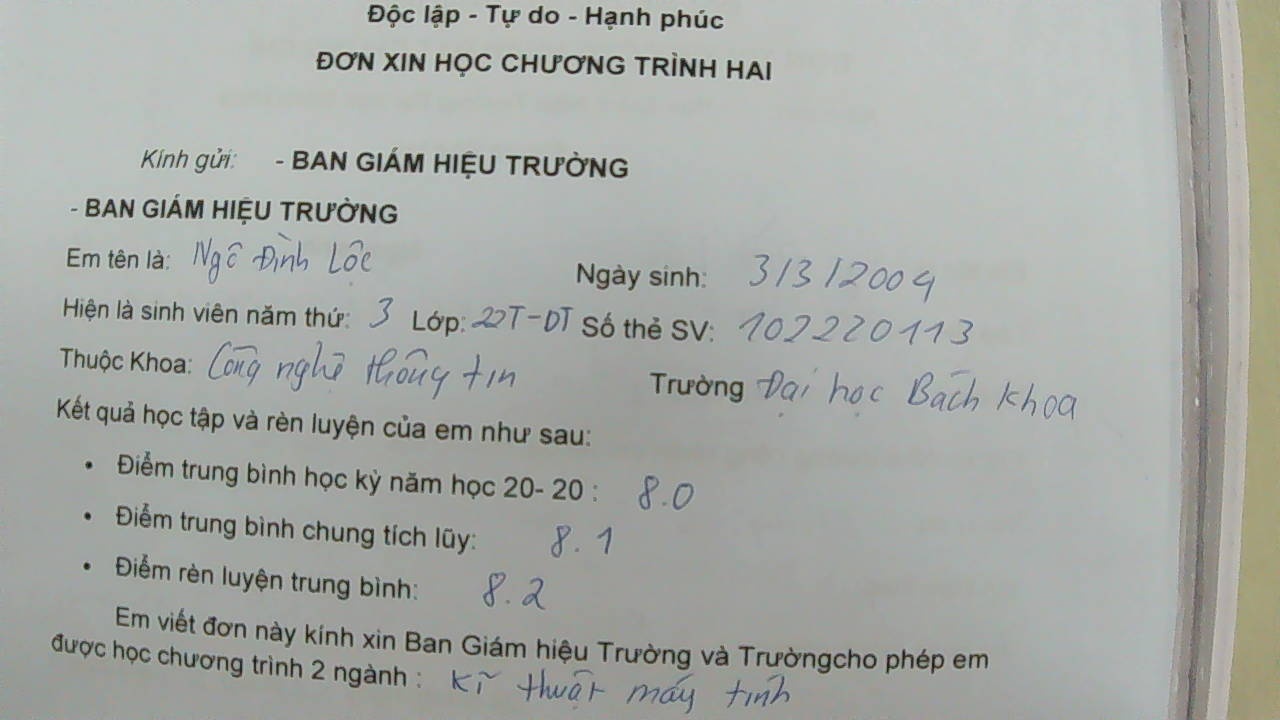 Độc lập - Tự do - Hạnh phúc
ĐƠN XIN HỌC CHƯƠNG TRÌNH HAI
Kính gửi: - BAN GIÁM HIỆU TRƯỜNG
- BAN GIÁM HIỆU TRƯỜNG
Em tên là: Ngô Đình Lộc Ngày sinh: 3/3/2004
Hiện là sinh viên năm thứ: 3 Lớp: 22T-DT Số thẻ SV: 102220113
Thuộc Khoa: Công nghệ thông tin Trường Đại học Bách khoa
Kết quả học tập và rèn luyện của em như sau:
• Điểm trung bình học kỳ năm học 20- 20 : 8.0
• Điểm trung bình chung tích lũy: 8.1
• Điểm rèn luyện trung bình: 8.2
Em viết đơn này kính xin Ban Giám hiệu Trường và Trườngcho phép em
được học chương trình 2 ngành : Kĩ thuật máy tính